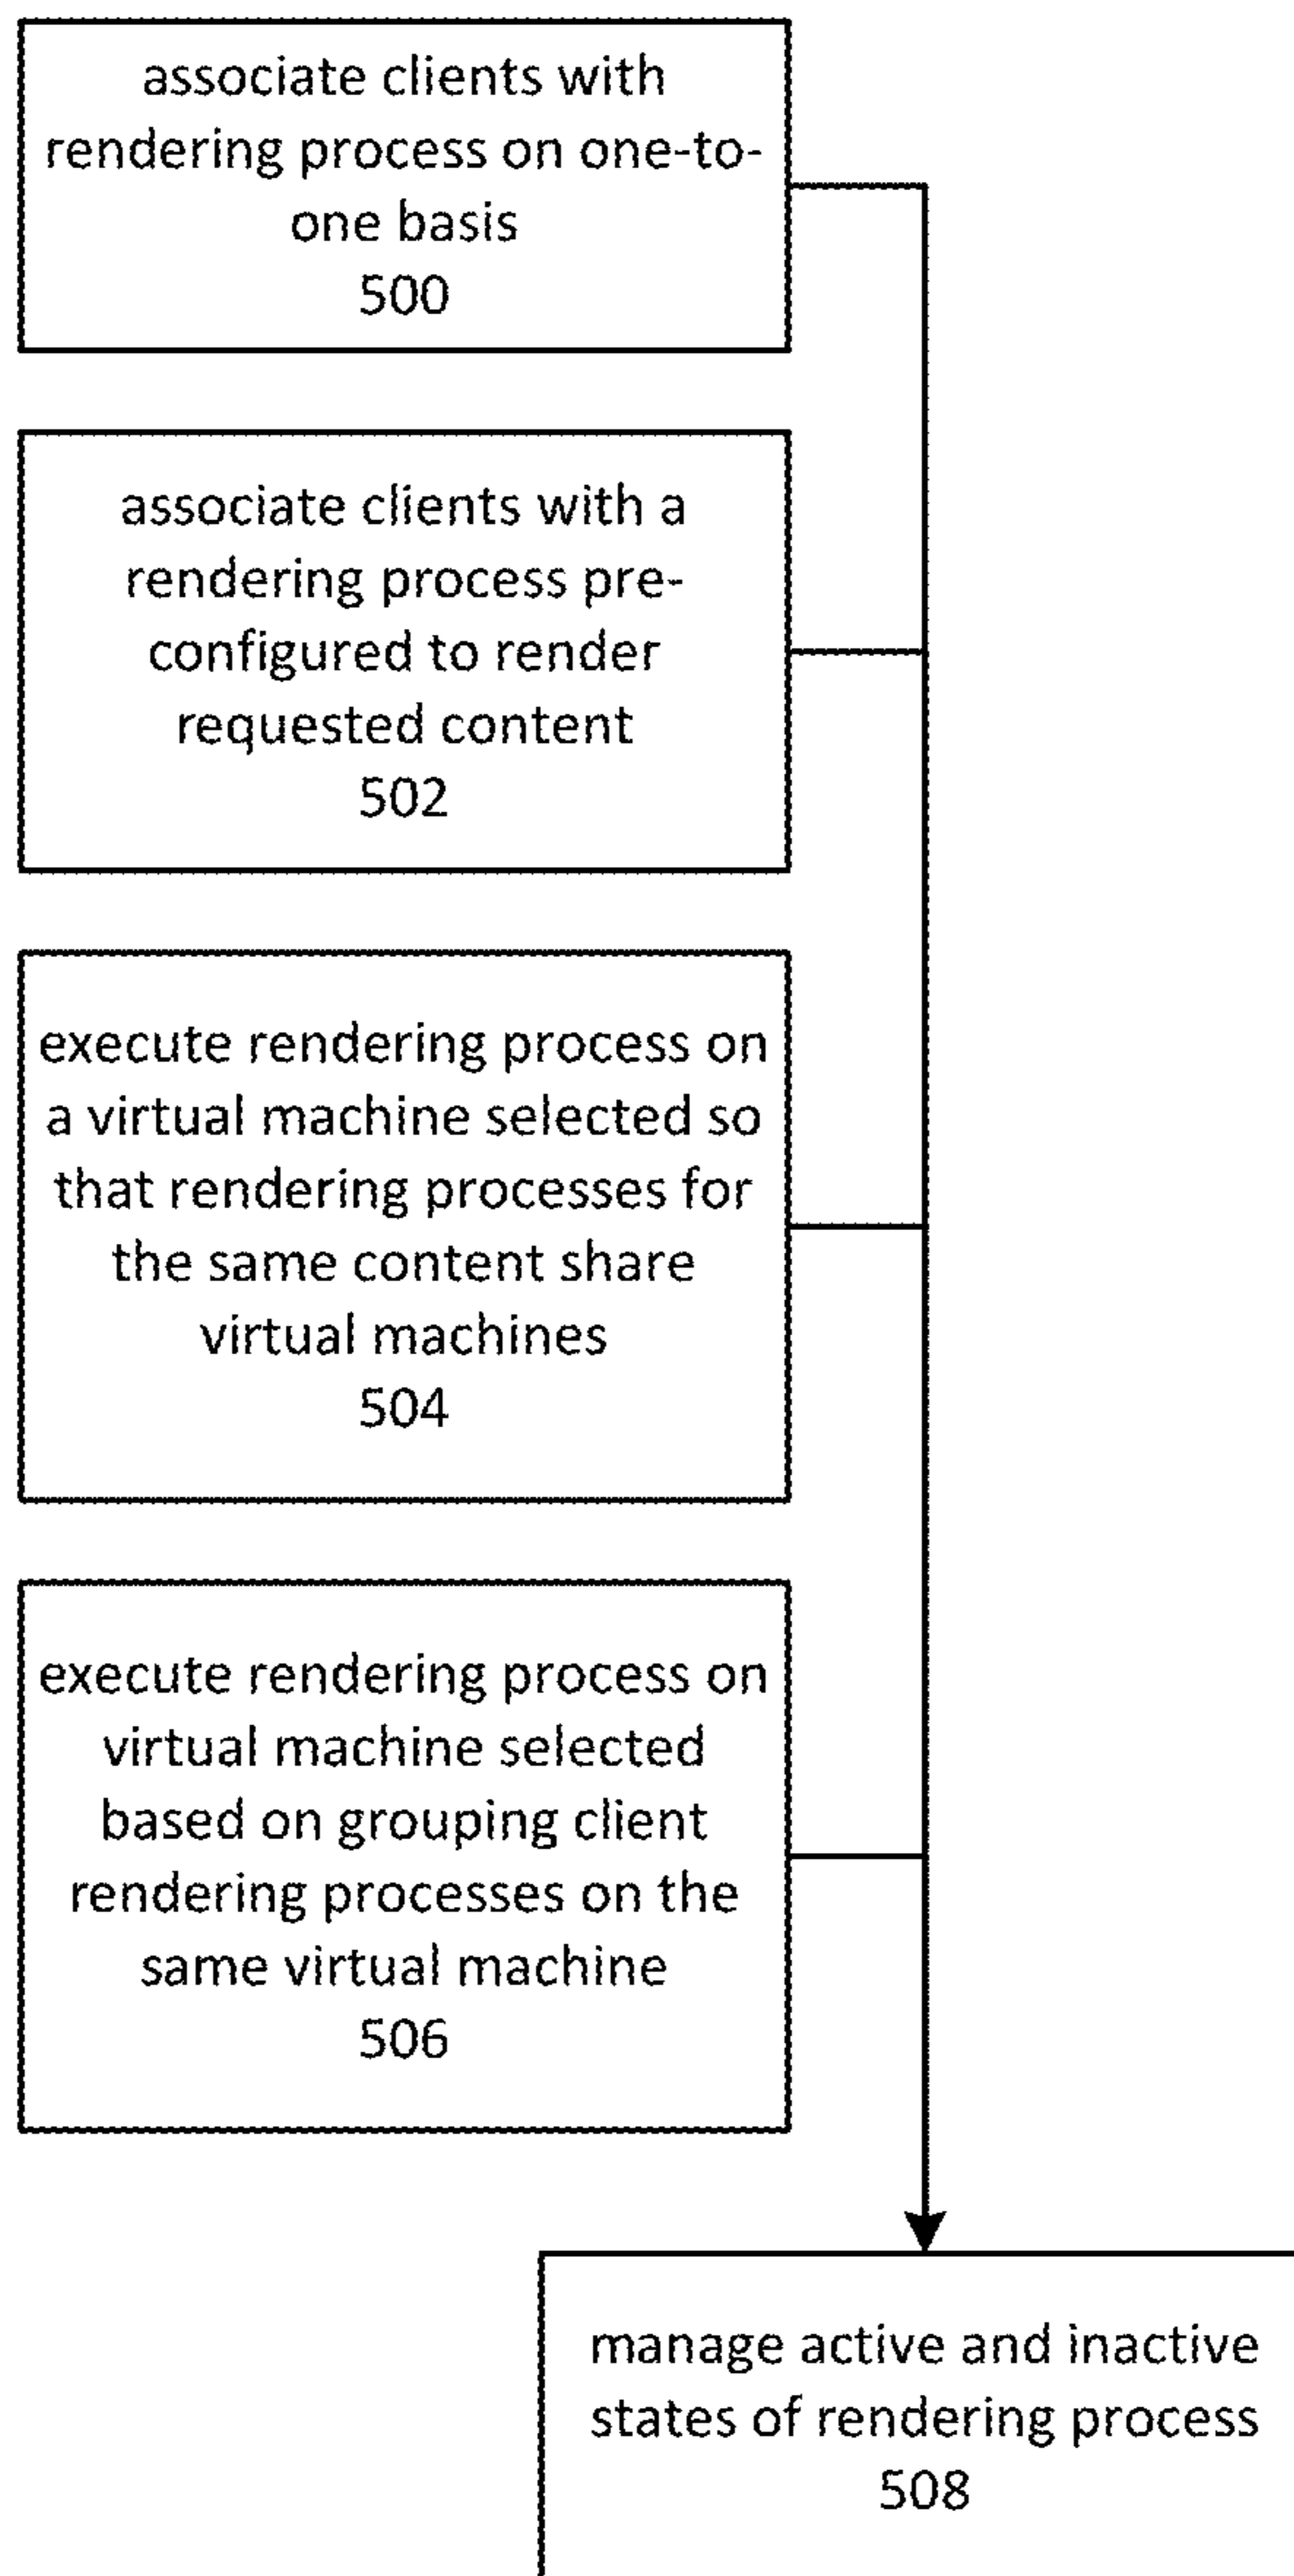 associate clients with
rendering process on one-to-
one basis
500
associate clients with a
rendering process pre-
configured to render
requested content
502
execute rendering process on
a virtual machine selected so
that rendering processes for
the same content share
virtual machines
504
execute rendering process on
virtual machine selected
based on grouping client
rendering processes on the
same virtual machine
506
manage active and inactive
states of rendering process
508